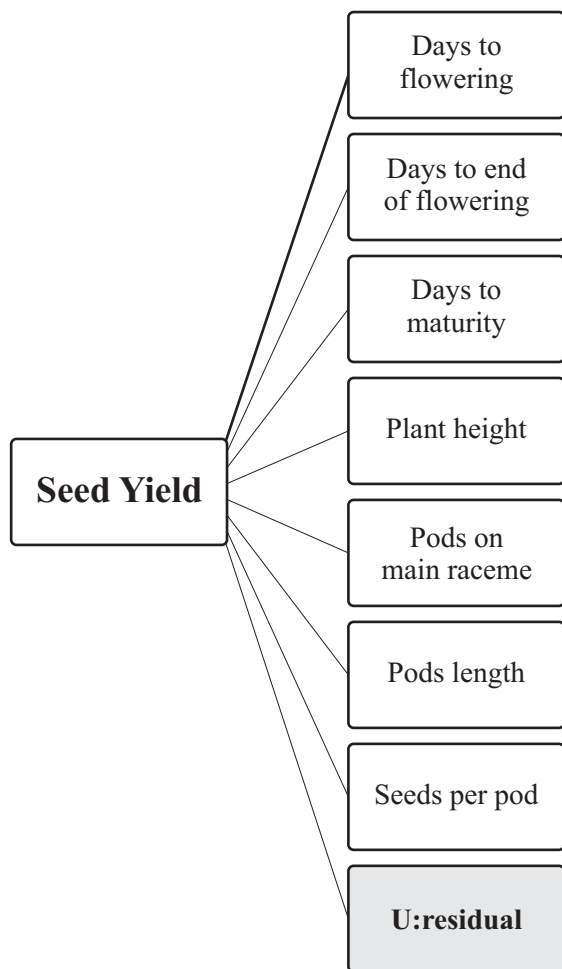 Days to
flowering
Days to end
of flowering
Days to
maturity
Plant height
Seed Yield
Pods on
main raceme
Pods length
Seeds per pod
U:residual